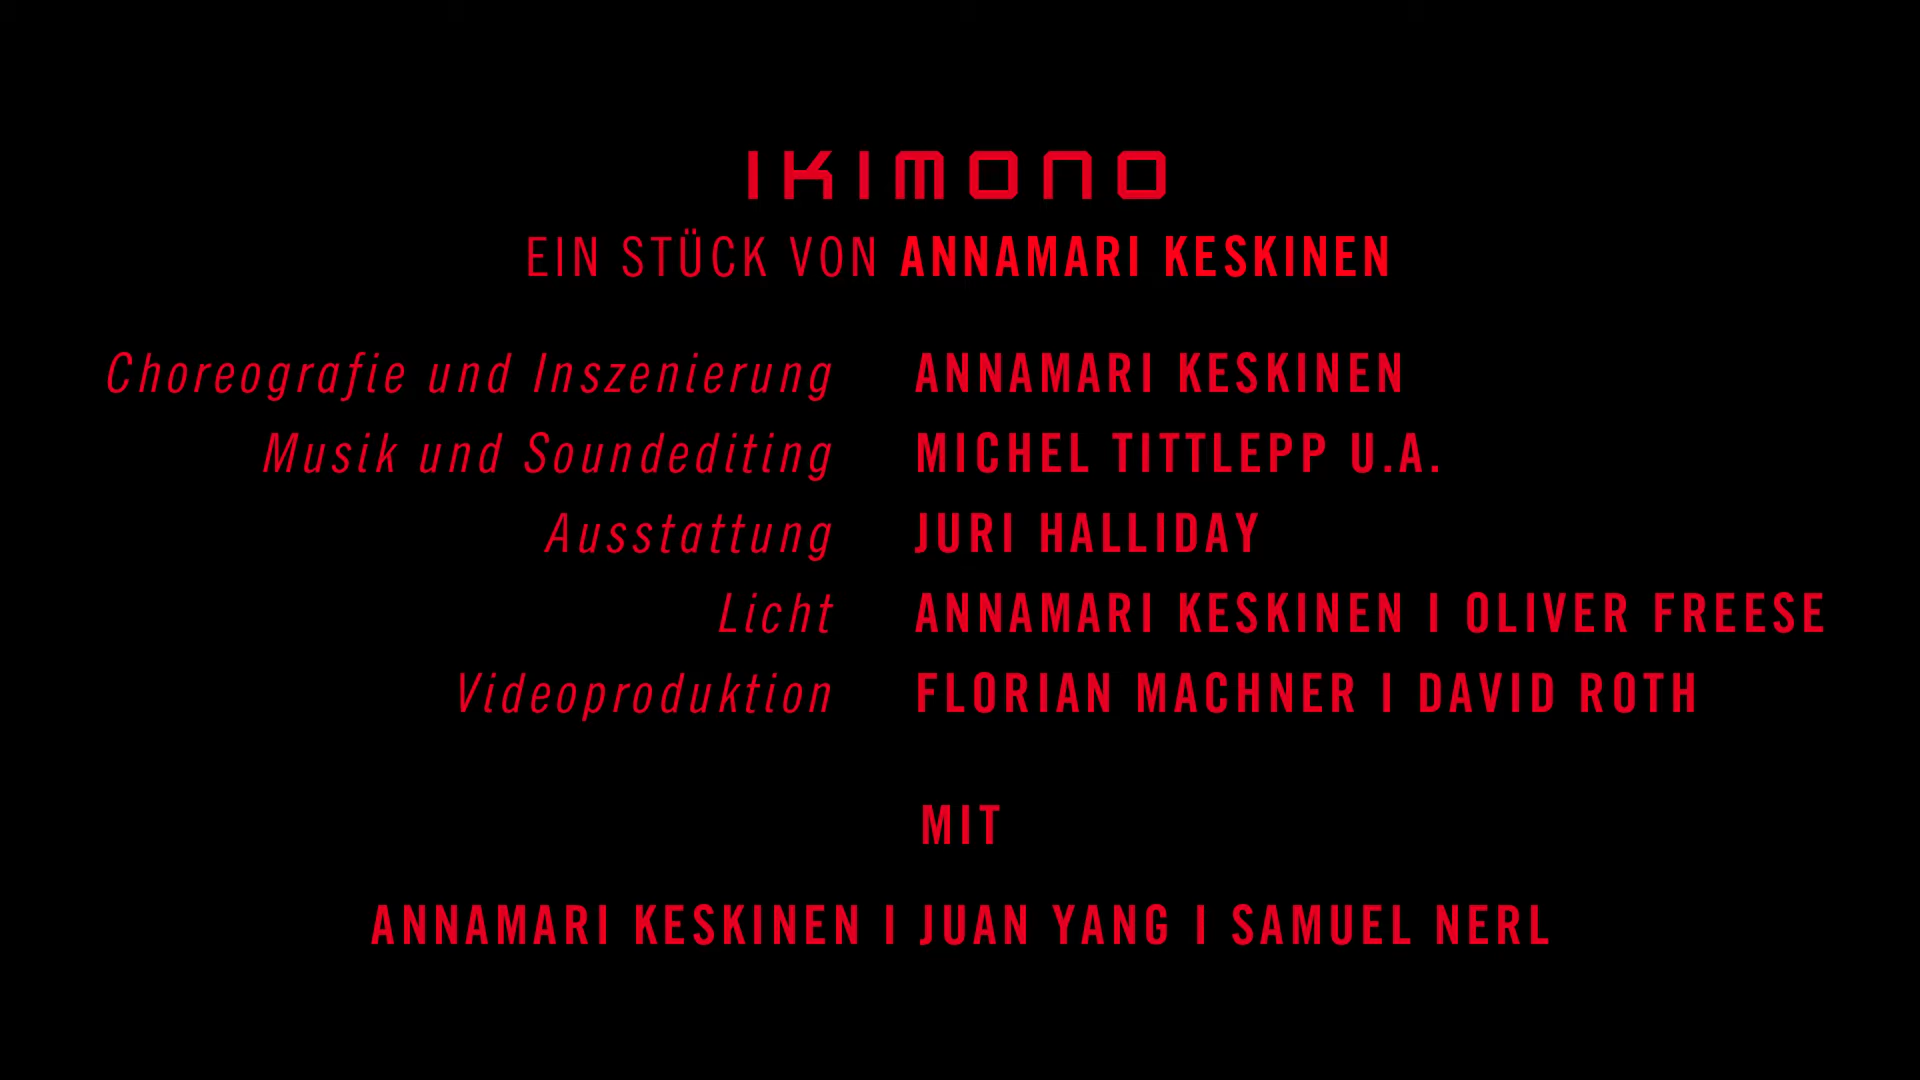 IKIMONO
EIN STÜCK VON ANNAMARI KESKINEN
Choreografie und Inszenierung ANNAMARI KESKINEN
Musik und Soundediting MICHEL TITTLEPP U.A.
Ausstattung JURI HALLIDAY
Licht ANNAMARI KESKINEN I OLIVER FREESE
Videoproduktion FLORIAN MACHNER I DAVID ROTH
MIT
ANNAMARI KESKINEN I JUAN YANG I SAMUEL NERL